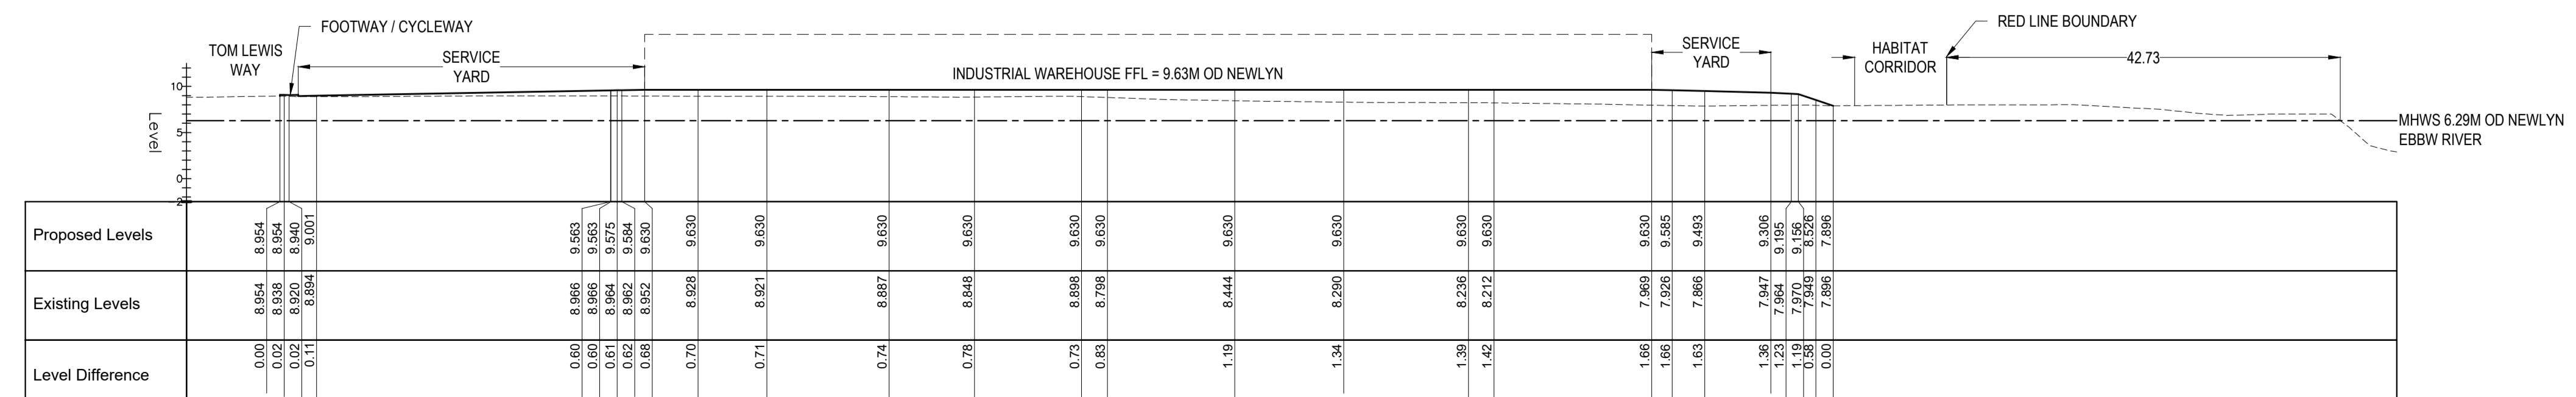 FOOTWAY / CYCLEWAY
TOM LEWIS
WAY
SERVICE
YARD
INDUSTRIAL WAREHOUSE FFL = 9.63M OD NEWLYN
SERVICE
YARD
HABITAT
CORRIDOR
RED LINE BOUNDARY
42.73
MHWS 6.29M OD NEWLYN
EBBW RIVER
Level
10
5
0
-2
Proposed Levels 8.954 8.954 8.940 9.001 9.563 9.563 9.575 9.584 9.630 9.630 9.630 9.630 9.630 9.630 9.630 9.630 9.630 9.630 9.630 9.630 9.585 9.493 9.306 9.195 9.156 8.526 7.896
Existing Levels 8.954 8.938 8.920 8.894 8.966 8.966 8.964 8.962 8.952 8.928 8.921 8.887 8.848 8.898 8.798 8.444 8.290 8.236 8.212 7.969 7.926 7.866 7.947 7.964 7.970 7.949 7.896
Level Difference 0.00 0.02 0.02 0.11 0.60 0.60 0.61 0.62 0.68 0.70 0.71 0.74 0.78 0.73 0.83 1.19 1.34 1.39 1.42 1.66 1.66 1.63 1.36 1.23 1.19 0.58 0.00